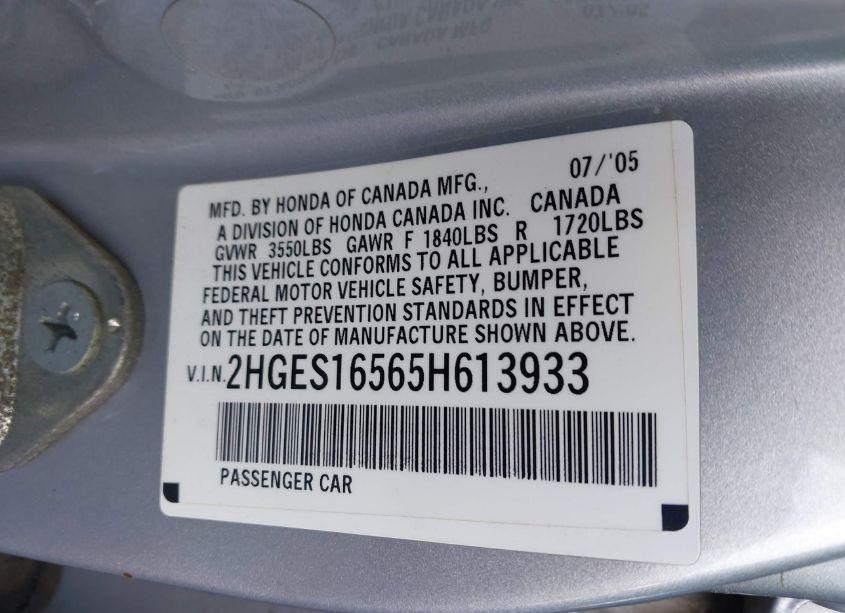 07/'05
MFD. BY HONDA OF CANADA MFG.,
A DIVISION OF HONDA CANADA INC. CANADA
GVWR 3550LBS GAWR F 1840LBS R 1720LBS
THIS VEHICLE CONFORMS TO ALL APPLICABLE
FEDERAL MOTOR VEHICLE SAFETY, BUMPER,
AND THEFT PREVENTION STANDARDS IN EFFECT
ON THE DATE OF MANUFACTURE SHOWN ABOVE.
V.I.N. 2HGES16565H613933
PASSENGER CAR